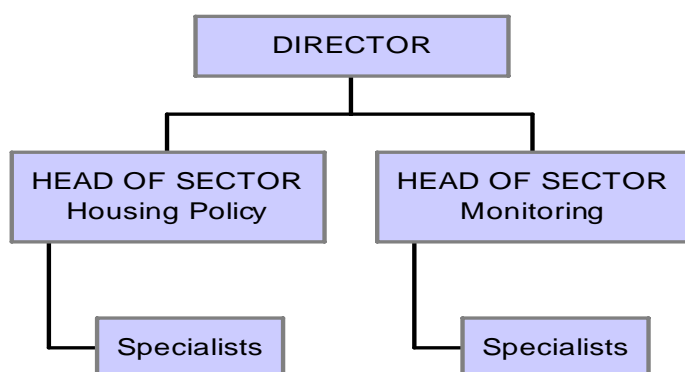 DIRECTOR
HEAD OF SECTOR
Housing Policy
HEAD OF SECTOR
Monitoring
Specialists
Specialists